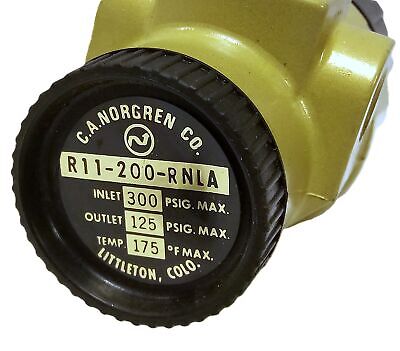 C.A.NORGREN CO.
R11-200-RNLA
INLET 300 PSIG. MAX.
OUTLET 125 PSIG. MAX.
TEMP. 175 °F MAX.
LITTLETON, COLO.